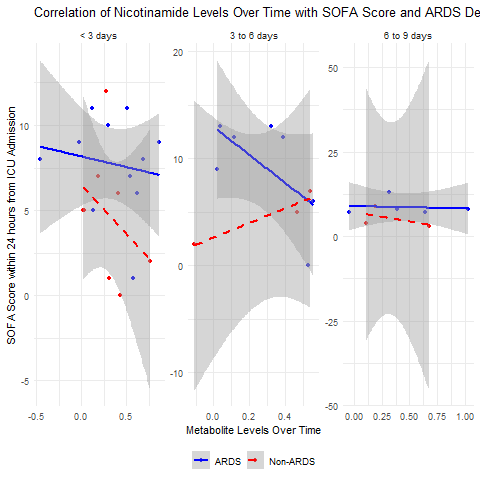 Correlation of Nicotinamide Levels Over Time with SOFA Score and ARDS De
< 3 days
3 to 6 days
6 to 9 days
SOFA Score within 24 hours from ICU Admission
10
5
0
-5
20
10
0
-10
50
25
0
-25
-50
-0.5 0.0 0.5
0.0 0.2 0.4
0.00 0.25 0.50 0.75 1.00
Metabolite Levels Over Time
ARDS Non-ARDS